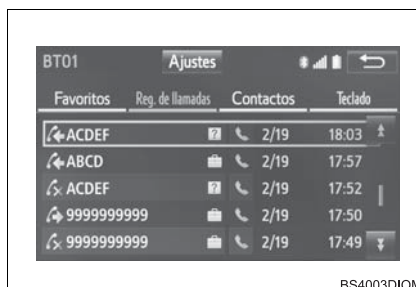 BT01 Ajustes
Favoritos Reg. de llamadas Contactos Teclado
ACDEF ? 2/19 18:03
ABCD 2/19 17:57
ACDEF ? 2/19 17:52
9999999999 2/19 17:50
9999999999 2/19 17:49
BS4003DIOM